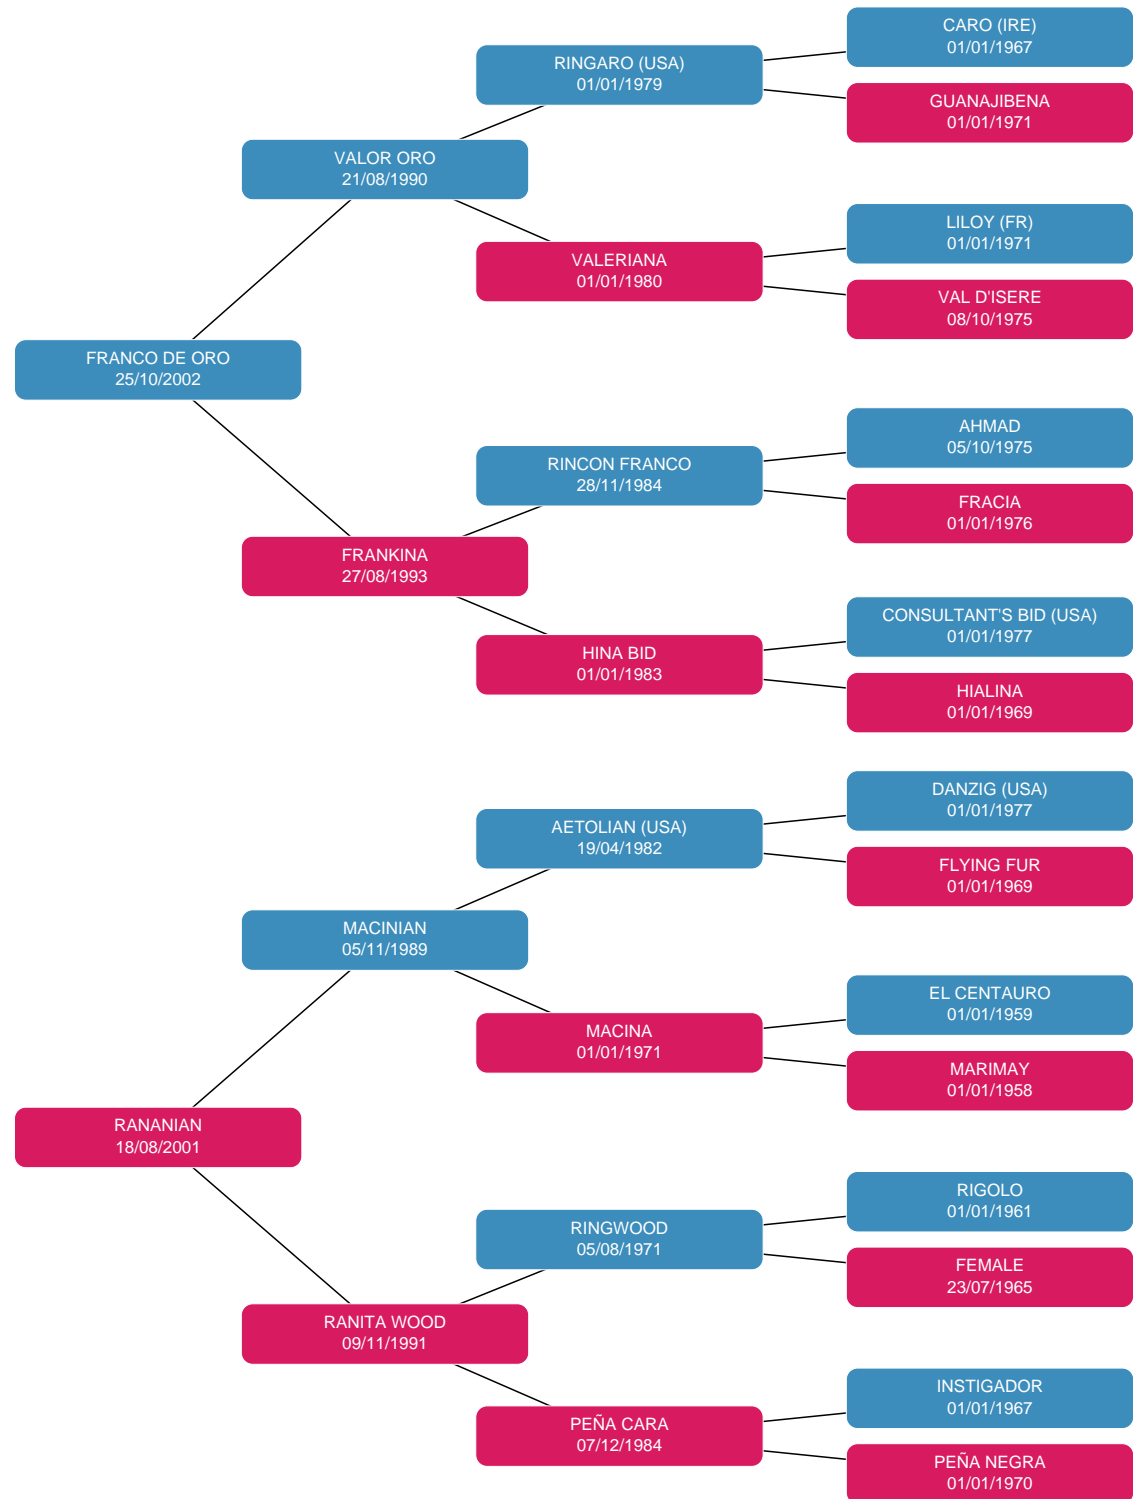 CARO (IRE)
01/01/1967
RINGARO (USA)
01/01/1979
GUANAJIBENA
01/01/1971
VALOR ORO
21/08/1990
LILOY (FR)
01/01/1971
VALERIANA
01/01/1980
VAL D'ISERE
08/10/1975
FRANCO DE ORO
25/10/2002
AHMAD
05/10/1975
RINCON FRANCO
28/11/1984
FRACIA
01/01/1976
FRANKINA
27/08/1993
CONSULTANT'S BID (USA)
01/01/1977
HINA BID
01/01/1983
HIALINA
01/01/1969
DANZIG (USA)
01/01/1977
AETOLIAN (USA)
19/04/1982
FLYING FUR
01/01/1969
MACINIAN
05/11/1989
EL CENTAURO
01/01/1959
MACINA
01/01/1971
MARIMAY
01/01/1958
RANANIAN
18/08/2001
RIGOLO
01/01/1961
RINGWOOD
05/08/1971
FEMALE
23/07/1965
RANITA WOOD
09/11/1991
INSTIGADOR
01/01/1967
PEÑA CARA
07/12/1984
PEÑA NEGRA
01/01/1970